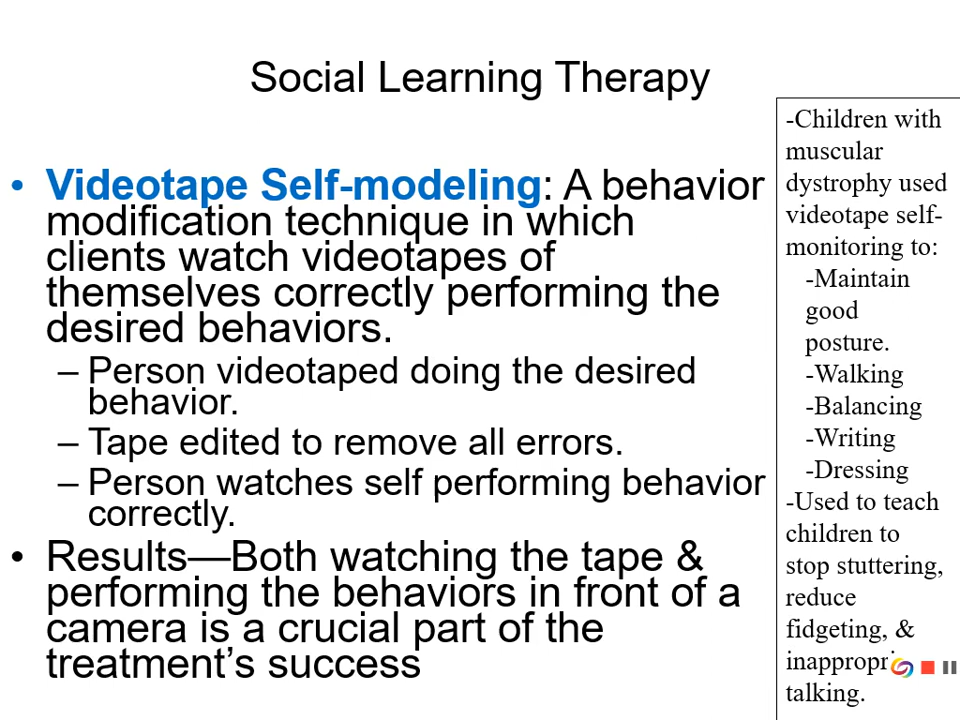 Social Learning Therapy
• Videotape Self-modeling: A behavior
modification technique in which
clients watch videotapes of
themselves correctly performing the
desired behaviors.
– Person videotaped doing the desired
behavior.
– Tape edited to remove all errors.
– Person watches self performing behavior
correctly.
• Results—Both watching the tape &
performing the behaviors in front of a
camera is a crucial part of the
treatment’s success
-Children with
muscular
dystrophy used
videotape self-
monitoring to:
-Maintain
good
posture.
-Walking
-Balancing
-Writing
-Dressing
-Used to teach
children to
stop stuttering,
reduce
fidgeting, &
talking.